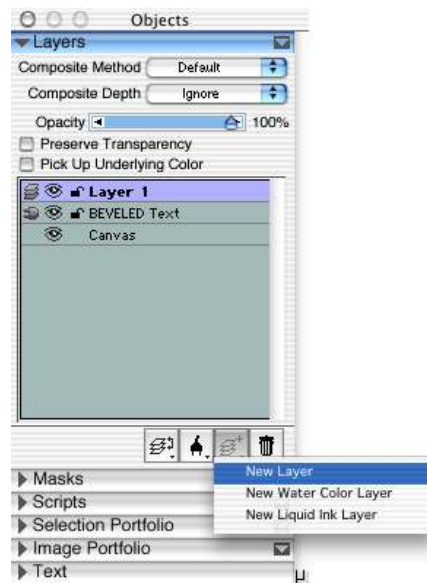 Objects
Layers
Composite Method Default
Composite Depth Ignore
Opacity 100%
Preserve Transparency
Pick Up Underlying Color
Layer 1
BEVELED Text
Canvas
New Layer
New Water Color Layer
New Liquid Ink Layer
Masks
Scripts
Selection Portfolio
Image Portfolio
Text